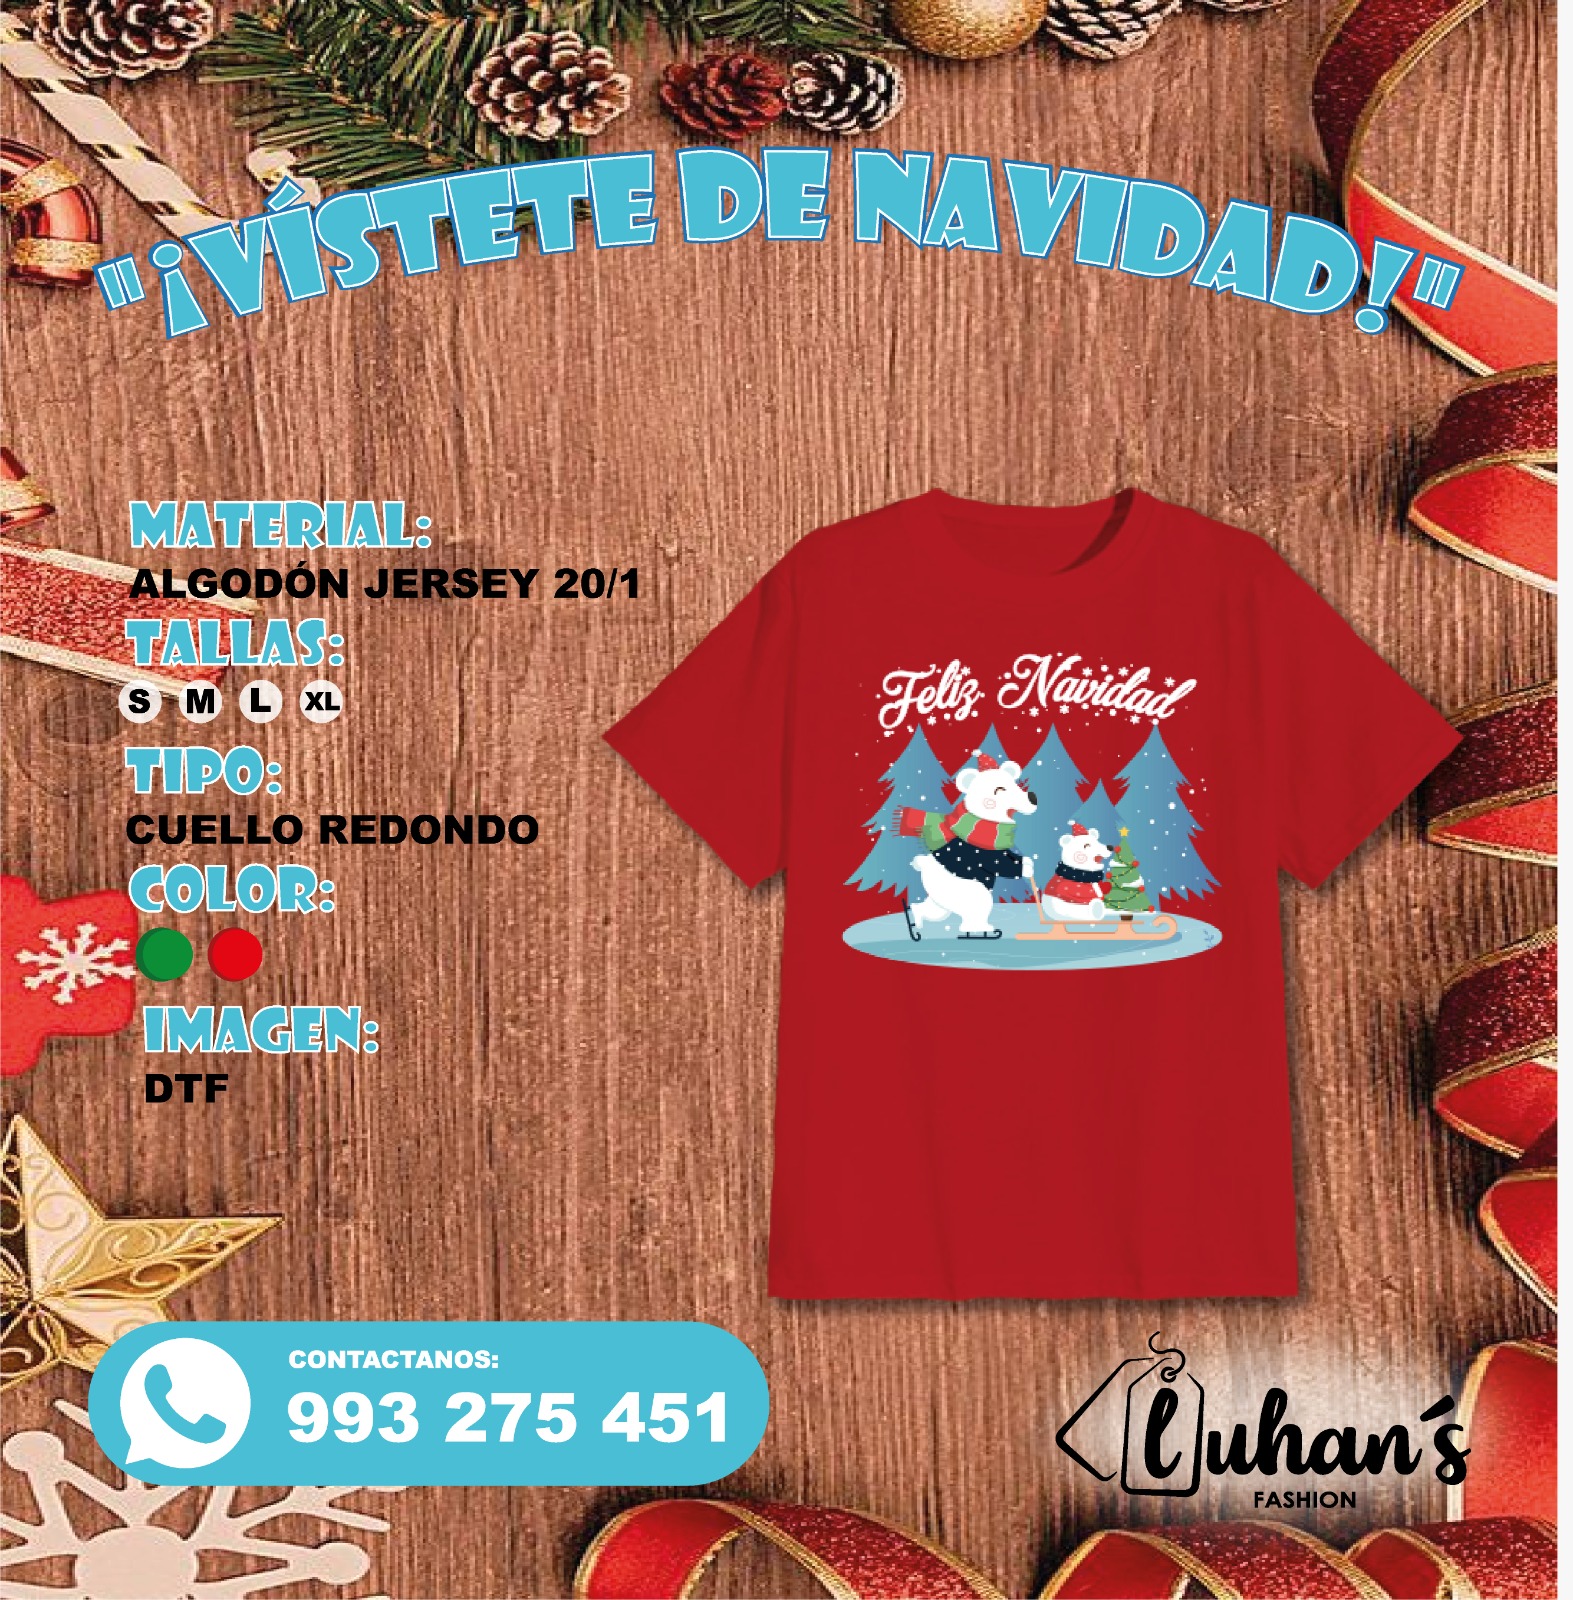 "¡VÍSTETE DE NAVIDAD!"
MATERIAL:
ALGODÓN JERSEY 20/1
TALLAS:
S M L XL
TIPO:
CUELLO REDONDO
COLOR:
IMAGEN:
DTF
Feliz Navidad
CONTACTANOS:
993 275 451
Luhan´s
FASHION